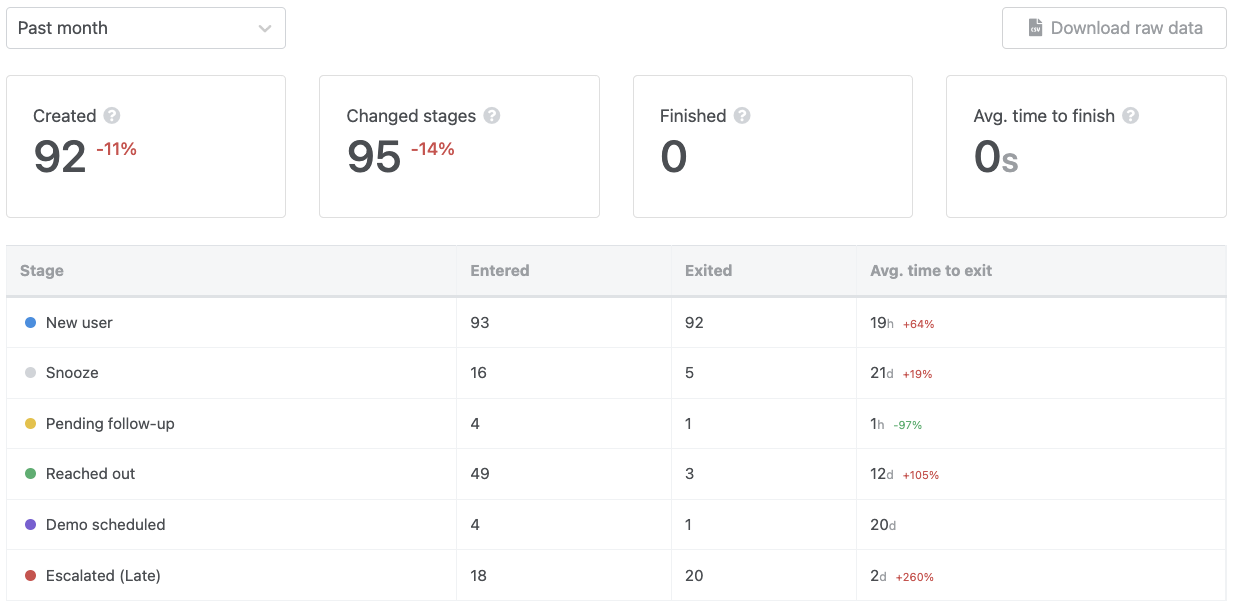 Past month
Download raw data
Created ? Changed stages ? Finished ? Avg. time to finish ?
92 -11% 95 -14% 0 0s
Stage Entered Exited Avg. time to exit
New user 93 92 19h +64%
Snooze 16 5 21d +19%
Pending follow-up 4 1 1h -97%
Reached out 49 3 12d +105%
Demo scheduled 4 1 20d
Escalated (Late) 18 20 2d +260%